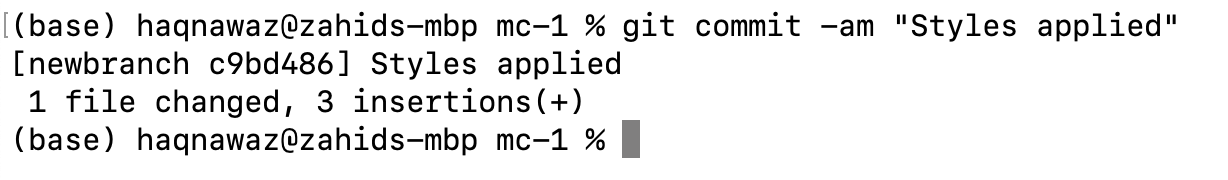 [(base) haqnawaz@zahids-mbp mc-1 % git commit -am "Styles applied"
[newbranch c9bd486] Styles applied
 1 file changed, 3 insertions(+)
(base) haqnawaz@zahids-mbp mc-1 %